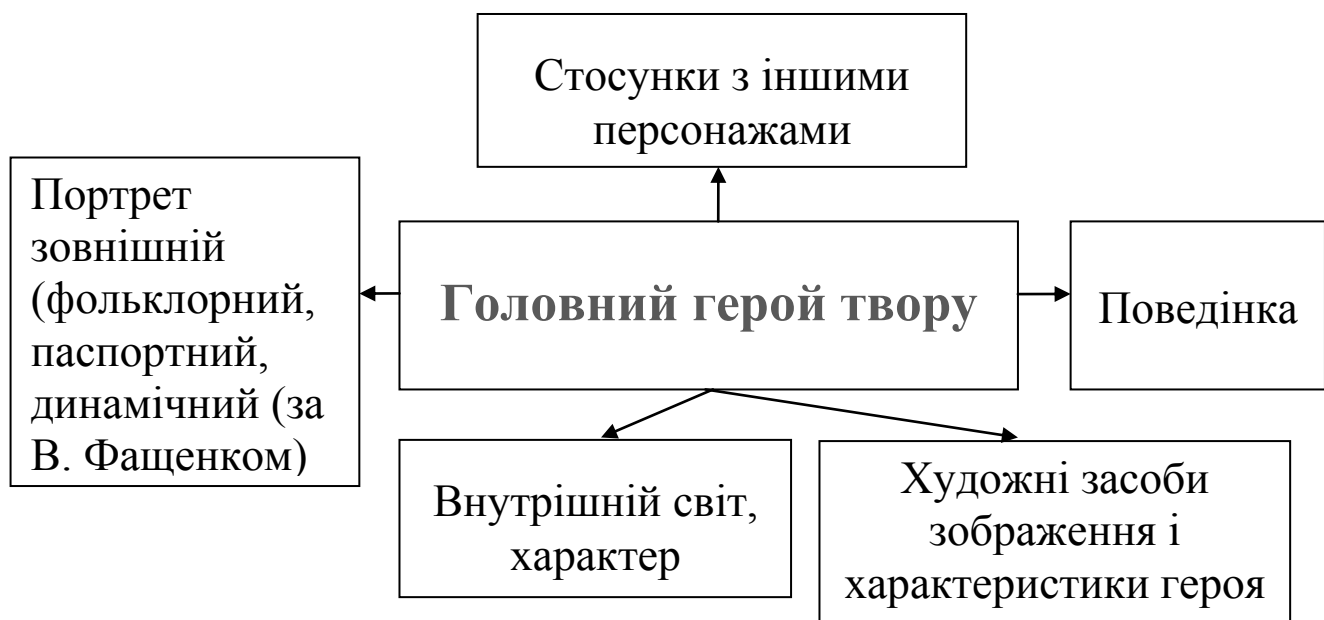 Стосунки з іншими
персонажами
Портрет
зовнішній
(фольклорний,
паспортний,
динамічний (за
В. Фащенком)
Головний герой твору
Поведінка
Внутрішній світ,
характер
Художні засоби
зображення і
характеристики героя